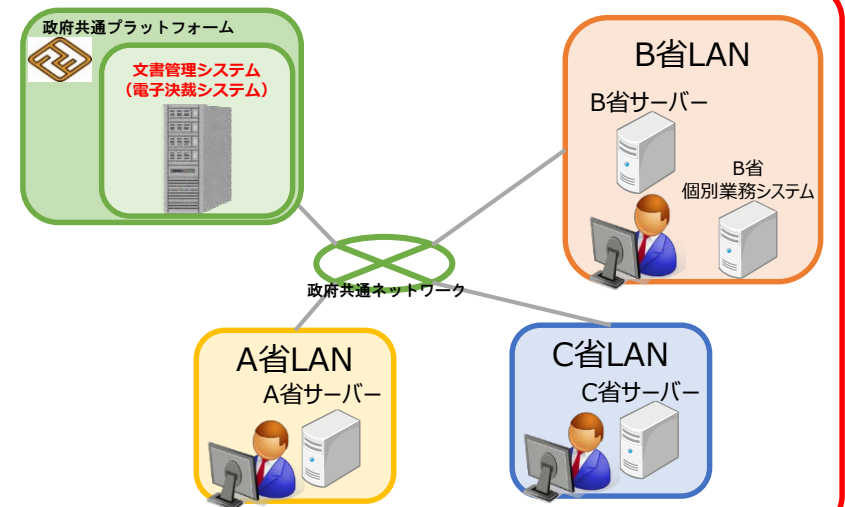 政府共通プラットフォーム
文書管理システム
(電子決裁システム)
B省LAN
B省サーバー
B省
個別業務システム
政府共通ネットワーク
A省LAN
A省サーバー
C省LAN
C省サーバー